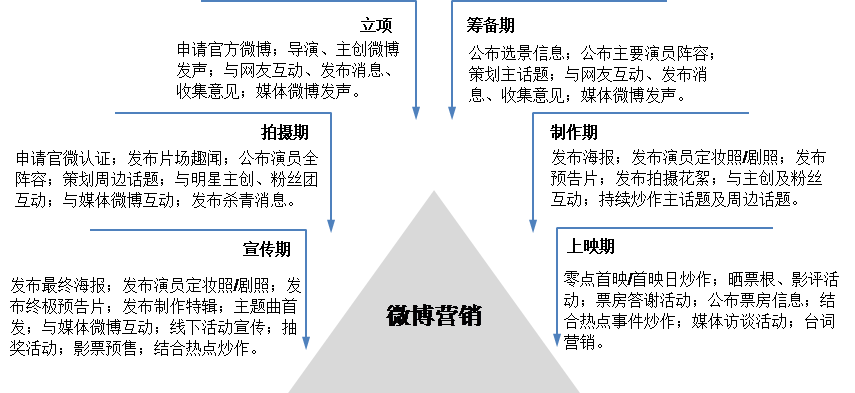 立项
申请官方微博；导演、主创微博
发声；与网友互动、发布消息、
收集意见；媒体微博发声。
筹备期
公布选景信息；公布主要演员阵容；
策划主话题；与网友互动、发布消
息、收集意见；媒体微博发声。
拍摄期
申请官微认证；发布片场趣闻；公布演员全
阵容；策划周边话题；与明星主创、粉丝团
互动；与媒体微博互动；发布杀青消息。
制作期
发布海报；发布演员定妆照/剧照；发布
预告片；发布拍摄花絮；与主创及粉丝
互动；持续炒作主话题及周边话题。
宣传期
发布最终海报；发布演员定妆照/剧照；发
布终极预告片；发布制作特辑；主题曲首
发；与媒体微博互动；线下活动宣传；抽
奖活动；影票预售；结合热点炒作。
上映期
零点首映/首映日炒作；晒票根、影评活
动；票房答谢活动；公布票房信息；结
合热点事件炒作；媒体访谈活动；台词
营销。
微博营销